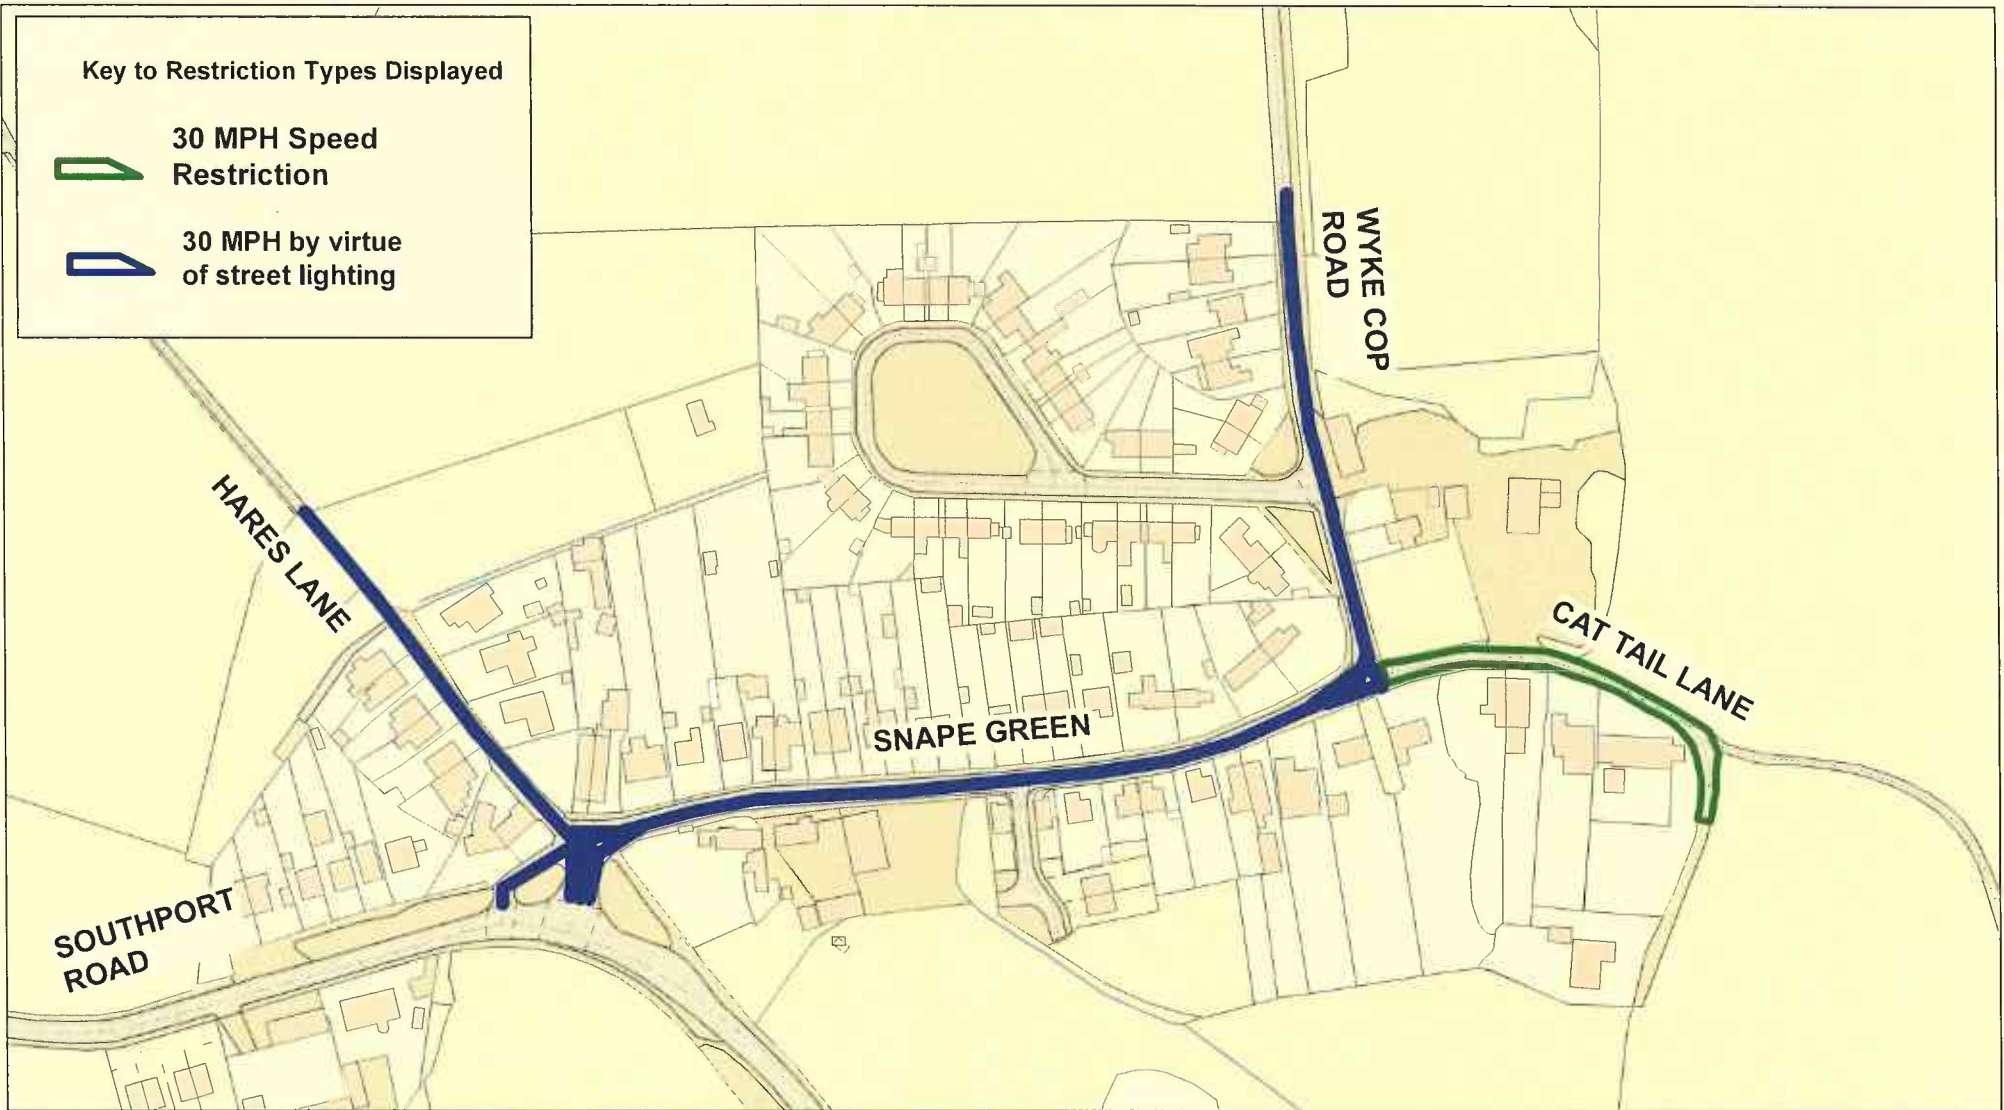 Key to Restriction Types Displayed
30 MPH Speed
Restriction
30 MPH by virtue
of street lighting
WYKE COP
ROAD
HARES LANE
CAT TAIL LANE
SNAPE GREEN
SOUTHPORT
ROAD